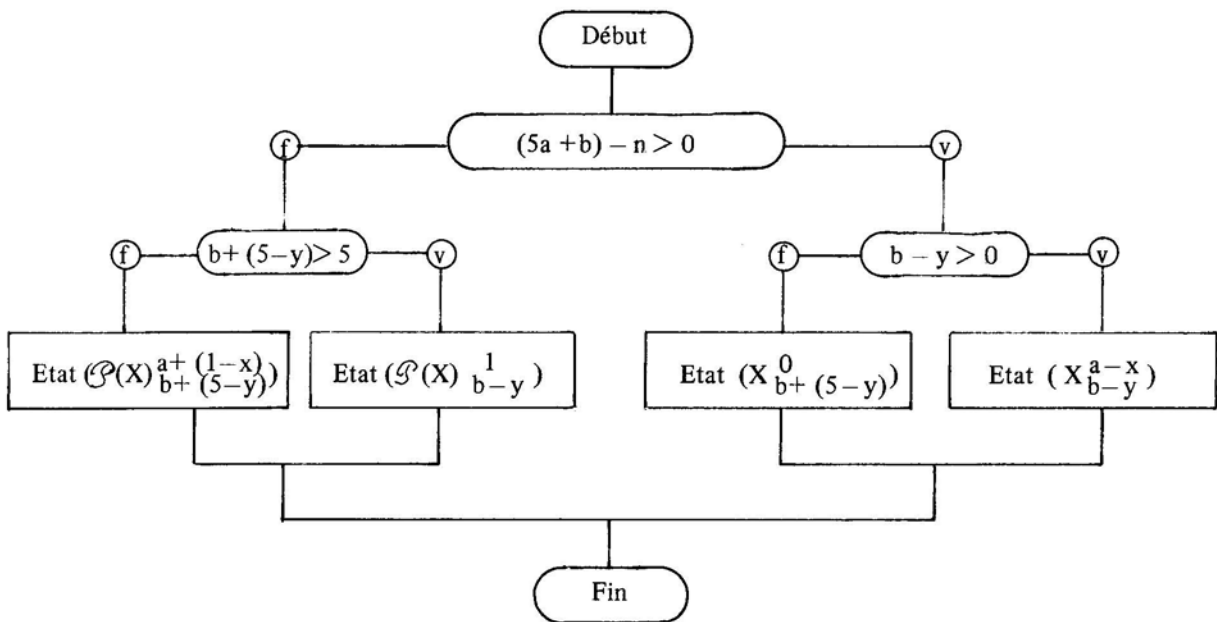 Début
(5a +b) – n > 0
f
v
b+ (5–y)> 5
f
v
b – y > 0
f
v
Etat (𝒫(X) a+ (1–x) b+ (5–y))
Etat (𝒫(X) 1 b–y )
Etat (X 0 b+ (5–y))
Etat ( X a–x b–y )
Fin